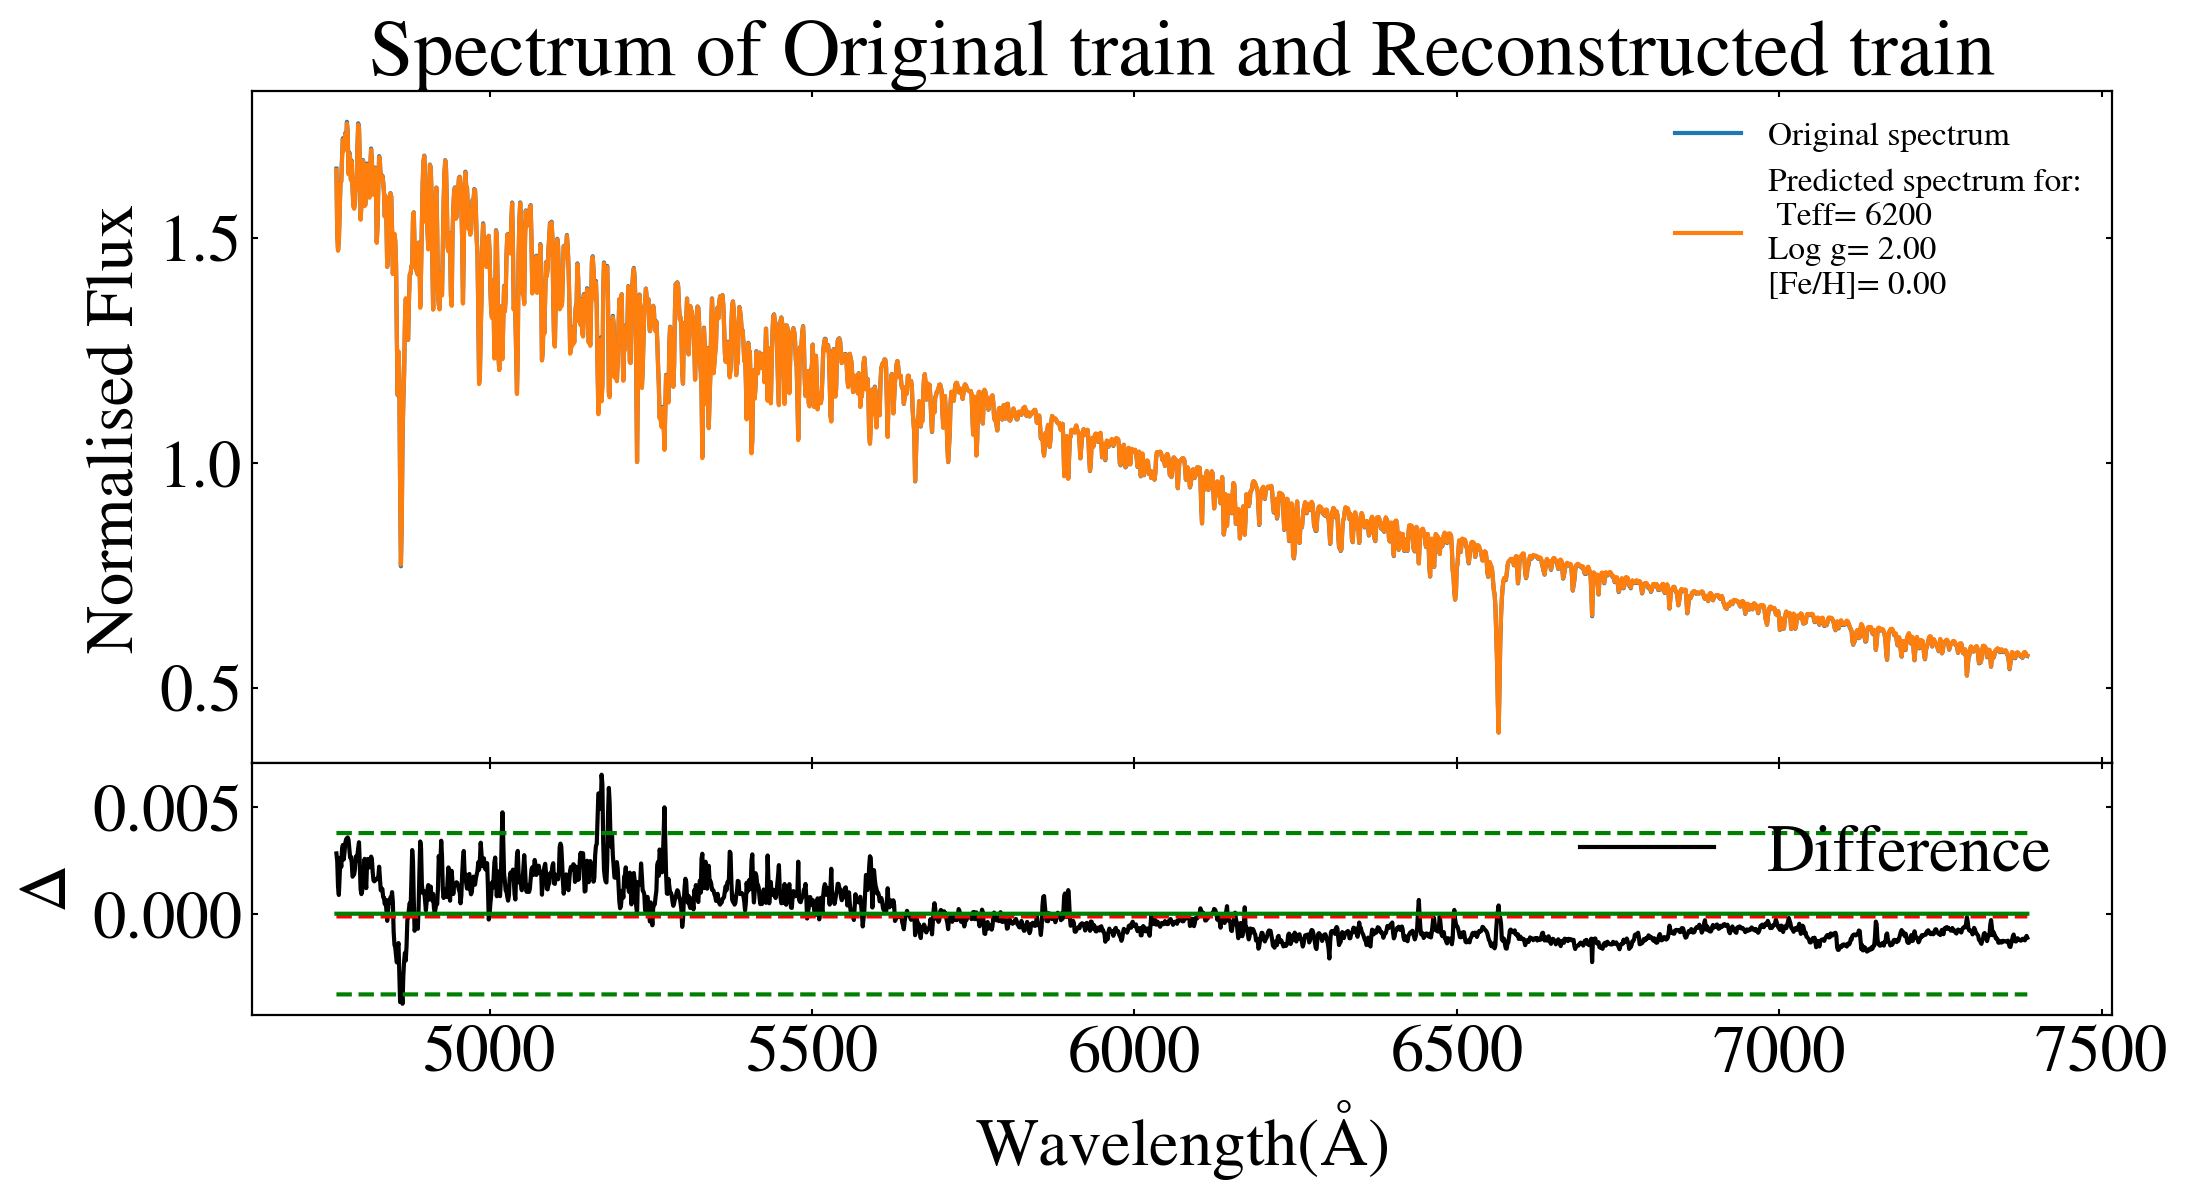 Spectrum of Original train and Reconstructed train
Normalised Flux
1.5
1.0
0.5
Original spectrum
Predicted spectrum for:
Teff= 6200
Log g= 2.00
[Fe/H]= 0.00
Δ
0.005
0.000
Difference
5000 5500 6000 6500 7000 7500
Wavelength(Å)